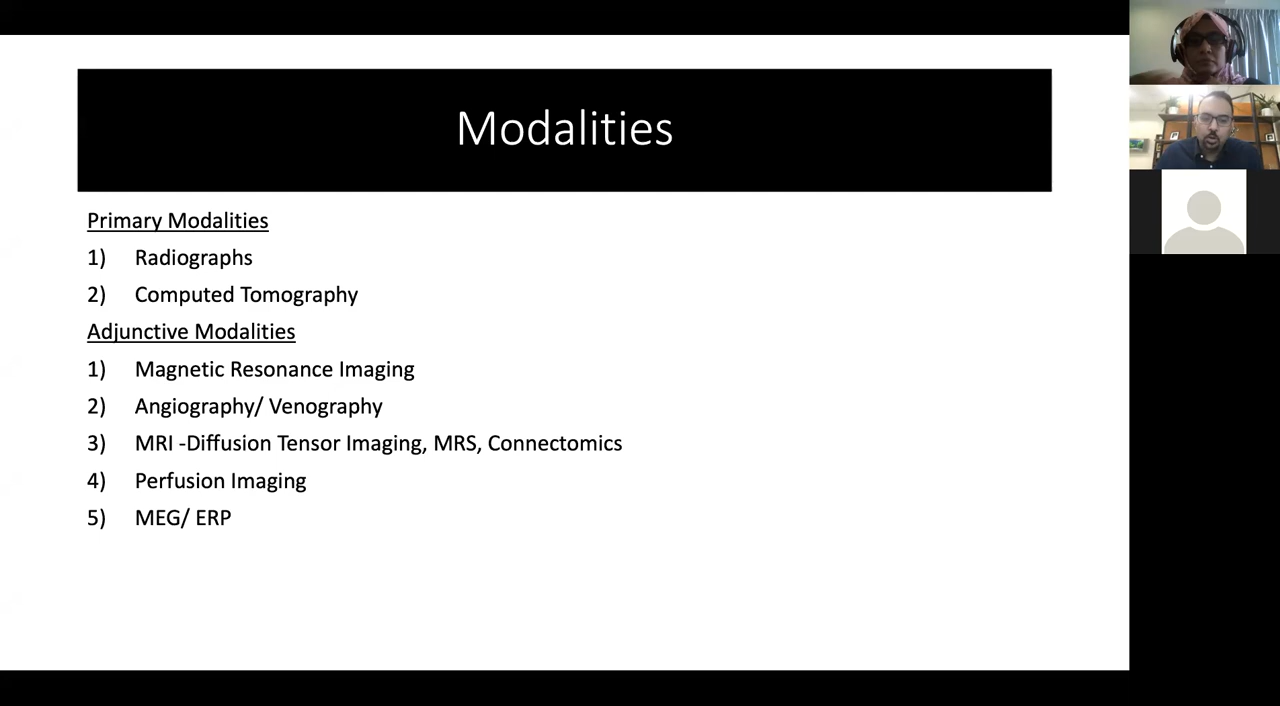 Modalities
Primary Modalities
1) Radiographs
2) Computed Tomography
Adjunctive Modalities
1) Magnetic Resonance Imaging
2) Angiography/ Venography
3) MRI -Diffusion Tensor Imaging, MRS, Connectomics
4) Perfusion Imaging
5) MEG/ ERP